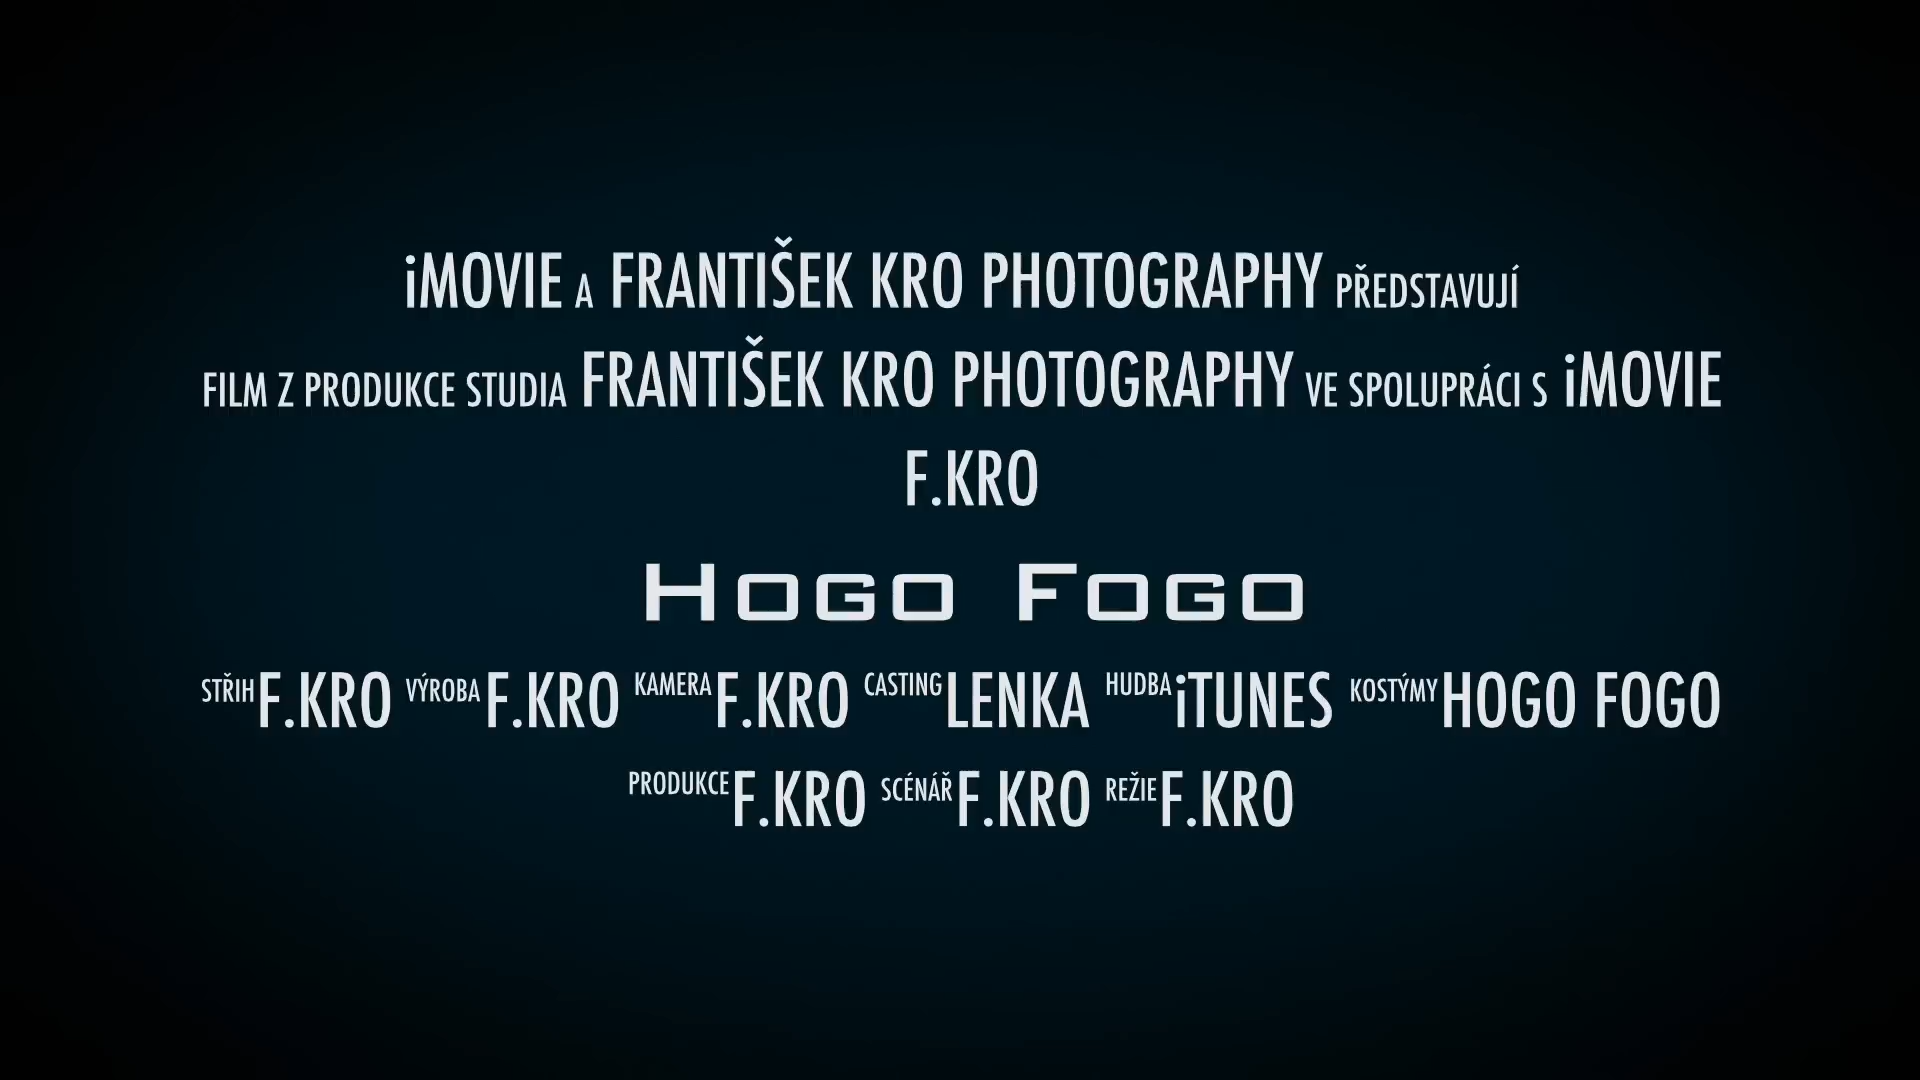 iMOVIE A FRANTIŠEK KRO PHOTOGRAPHY PŘEDSTAVUJÍ
FILM Z PRODUKCE STUDIA FRANTIŠEK KRO PHOTOGRAPHY VE SPOLUPRÁCI S iMOVIE
F.KRO
HOGO FOGO
STŘIH F.KRO VÝROBA F.KRO KAMERA F.KRO CASTING LENKA HUDBA iTUNES KOSTÝMY HOGO FOGO
PRODUKCE F.KRO SCÉNÁŘ F.KRO REŽIE F.KRO